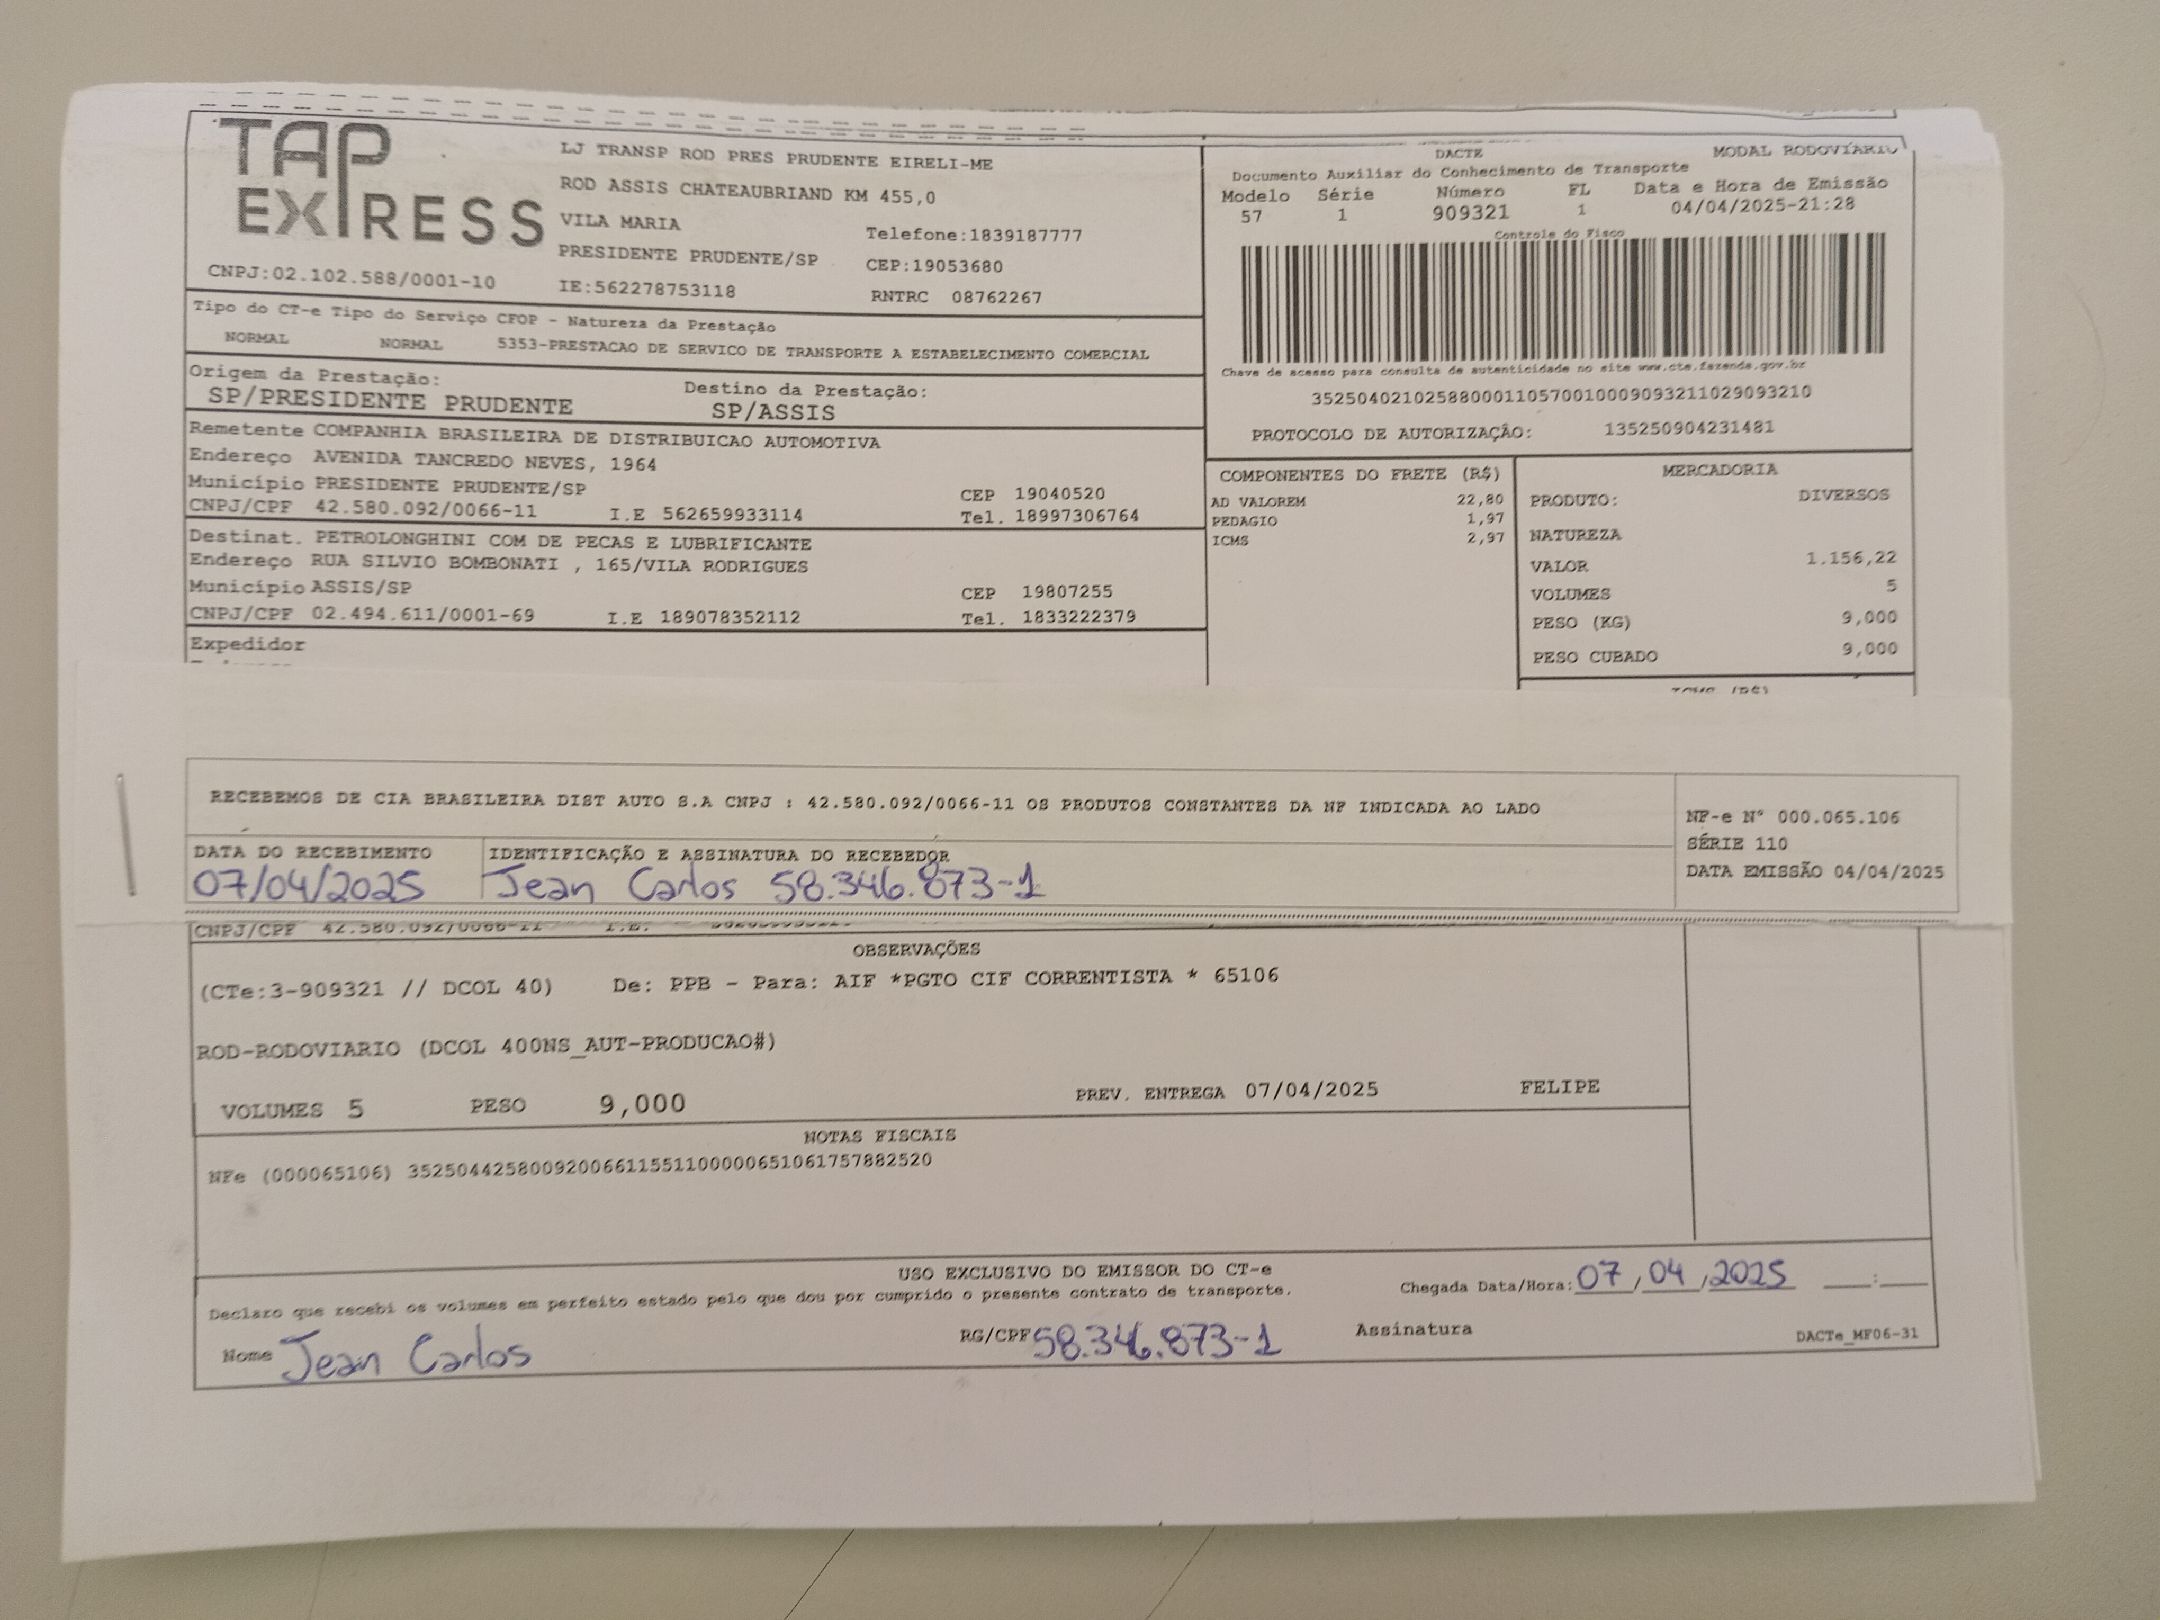 TAP
EXPRESS
CNPJ:02.102.588/0001-10
LJ TRANSP ROD PRES PRUDENTE EIRELI-ME
ROD ASSIS CHATEAUBRIAND KM 455,0
VILA MARIA Telefone:1839187777
PRESIDENTE PRUDENTE/SP CEP:19053680
IE:562278753118 RNTRC 08762267
DACTE MODAL RODOVIÁRIO
Documento Auxiliar do Conhecimento de Transporte
Modelo Série Número FL Data e Hora de Emissão
57 1 909321 1 04/04/2025-21:28
Controle do Fisco
Chave de acesso para consulta de autenticidade no site www.cte.fazenda.gov.br
35250402102588000110570010009093211029093210
PROTOCOLO DE AUTORIZAÇÃO: 135250904231481
Tipo do CT-e Tipo do Serviço CFOP - Natureza da Prestação
NORMAL NORMAL 5353-PRESTACAO DE SERVICO DE TRANSPORTE A ESTABELECIMENTO COMERCIAL
Origem da Prestação: Destino da Prestação:
SP/PRESIDENTE PRUDENTE SP/ASSIS
Remetente COMPANHIA BRASILEIRA DE DISTRIBUICAO AUTOMOTIVA
Endereço AVENIDA TANCREDO NEVES, 1964
Município PRESIDENTE PRUDENTE/SP CEP 19040520
CNPJ/CPF 42.580.092/0066-11 I.E 562659933114 Tel. 18997306764
Destinat. PETROLONGHINI COM DE PECAS E LUBRIFICANTE
Endereço RUA SILVIO BOMBONATI , 165/VILA RODRIGUES
Município ASSIS/SP CEP 19807255
CNPJ/CPF 02.494.611/0001-69 I.E 189078352112 Tel. 1833222379
Expedidor
COMPONENTES DO FRETE (R$)
AD VALOREM 22,80
PEDAGIO 1,97
ICMS 2,97
MERCADORIA
PRODUTO: DIVERSOS
NATUREZA
VALOR 1.156,22
VOLUMES 5
PESO (KG) 9,000
PESO CUBADO 9,000
RECEBEMOS DE CIA BRASILEIRA DIST AUTO S.A CNPJ : 42.580.092/0066-11 OS PRODUTOS CONSTANTES DA NF INDICADA AO LADO
NF-e N° 000.065.106
SÉRIE 110
DATA EMISSÃO 04/04/2025
DATA DO RECEBIMENTO IDENTIFICAÇÃO E ASSINATURA DO RECEBEDOR
07/04/2025 Jean Carlos 58.346.873-1
CNPJ/CPF 42.580.092/0066-11 I.E.
OBSERVAÇÕES
(CTe:3-909321 // DCOL 40) De: PPB - Para: AIF *PGTO CIF CORRENTISTA * 65106
ROD-RODOVIARIO (DCOL 400NS_AUT-PRODUCAO#)
VOLUMES 5 PESO 9,000 PREV. ENTREGA 07/04/2025 FELIPE
NOTAS FISCAIS
NFe (000065106) 35250442580092006611551100000651061757882520
USO EXCLUSIVO DO EMISSOR DO CT-e
Declaro que recebi os volumes em perfeito estado pelo que dou por cumprido o presente contrato de transporte. Chegada Data/Hora: 07/04/2025 __:__
Nome Jean Carlos RG/CPF 58.346.873-1 Assinatura DACTe_MF06-31